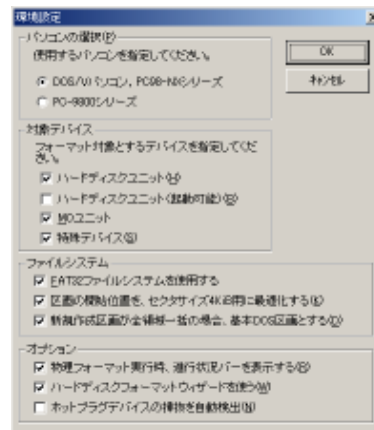 環境設定
パソコンの選択(P)
使用するパソコンを指定してください。
DOS/Vパソコン, PC98-NXシリーズ
PC-9800シリーズ
OK
キャンセル
対象デバイス
フォーマット対象とするデバイスを指定してくだ
さい。
ハードディスクユニット(H)
ハードディスクユニット(起動可能)(B)
MOユニット
特殊デバイス(S)
ファイルシステム
FAT32ファイルシステムを使用する
区画の開始位置を、セクタサイズ4KiB用に最適化する(K)
新規作成区画が全領域一括の場合、基本DOS区画とする(D)
オプション
物理フォーマット実行時、進行状況バーを表示する(B)
ハードディスクフォーマットウィザードを使う(W)
ホットプラグデバイスの挿抜を自動検出(N)